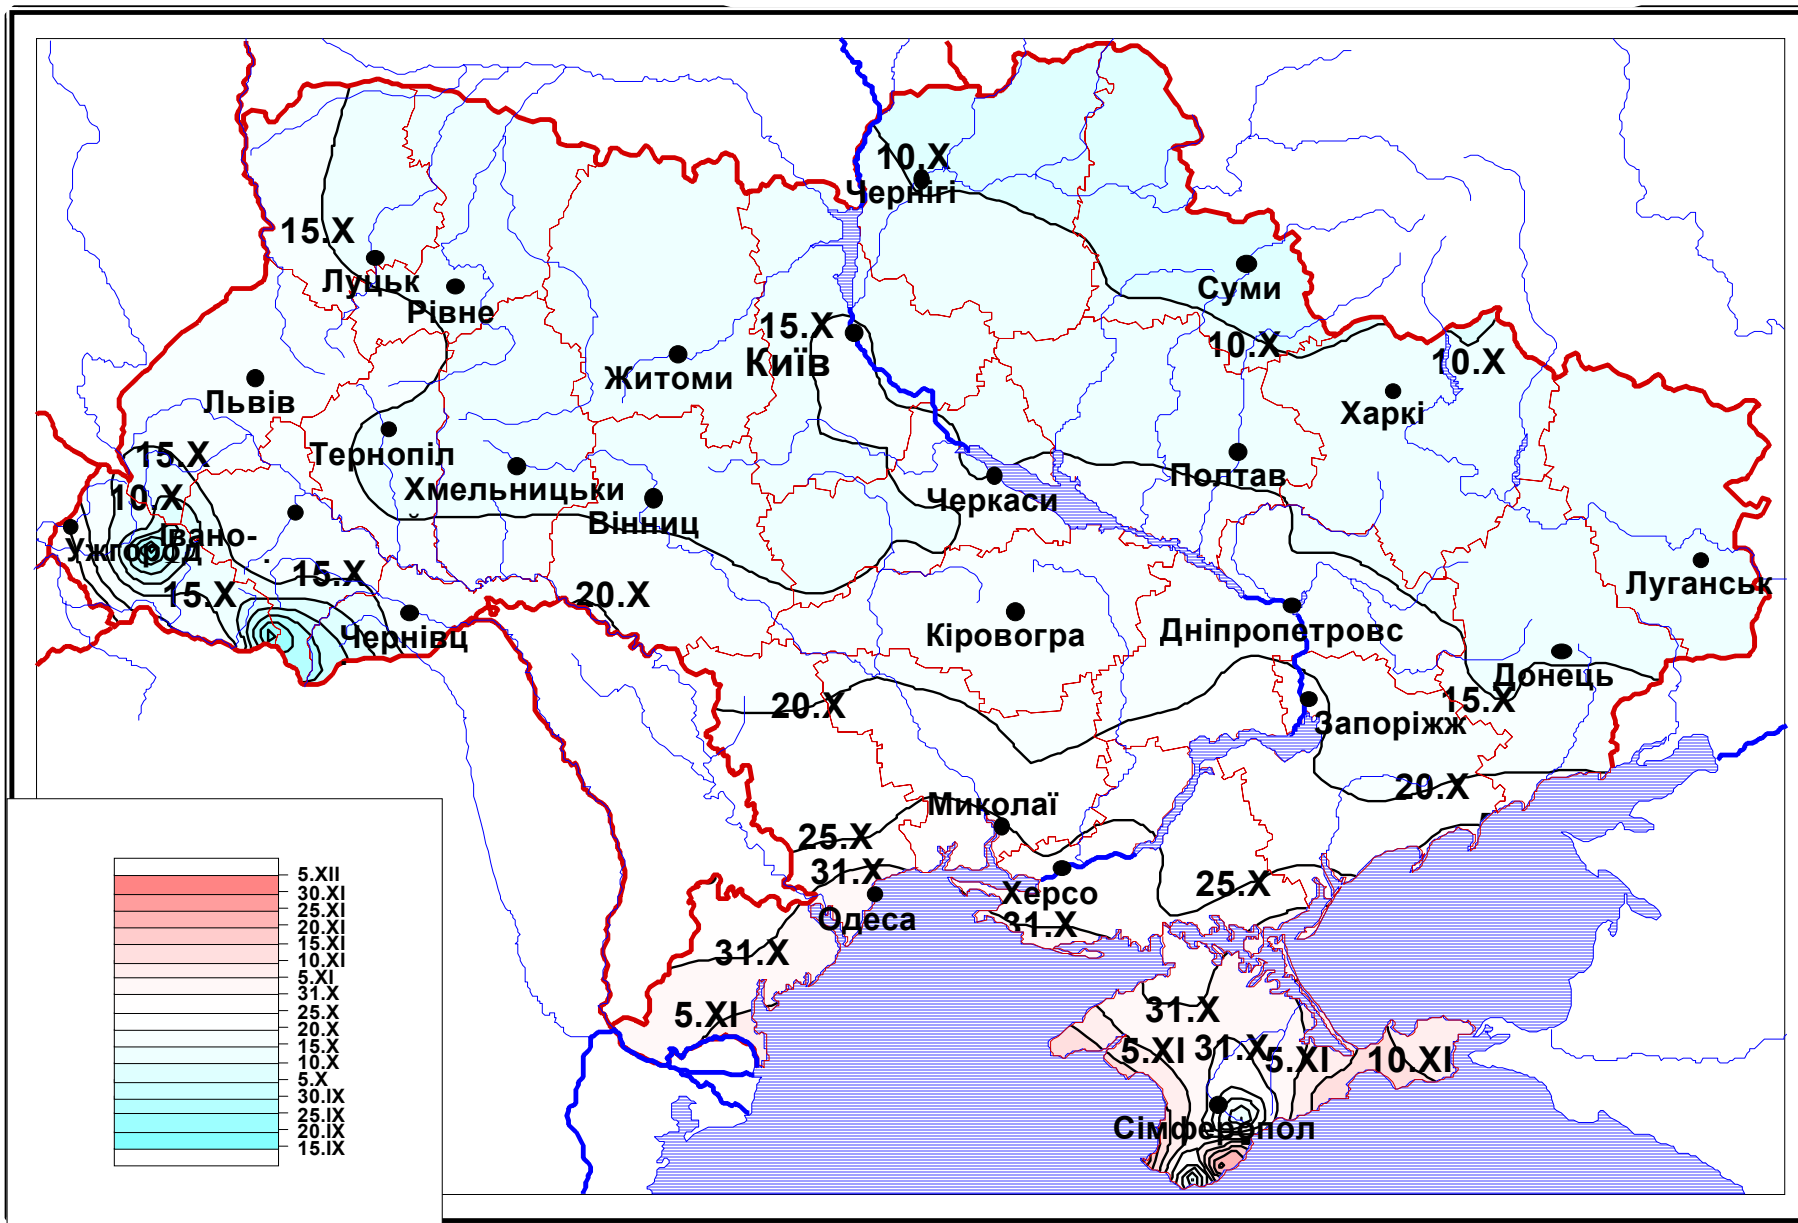 10.X
Чернігі
15.X
Луцьк
Рівне
Суми
15.X
Київ
Житоми
10.X
10.X
Львів
Харкі
15.X
Тернопіл
Хмельницьки
й
10.X
Вінниц
Черкаси
Полтав
Івано-
Ужгород
15.X
15.X
20.X
Луганськ
Чернівц
Кіровогра
Дніпропетровс
Донець
20.X
15.X
Запоріжж
20.X
Миколаї
25.X
31.X
Херсо
25.X
Одеса
31.X
31.X
5.XI
31.X
5.XI
31.X
5.XI
10.XI
Сімферопол
5.XII
30.XI
25.XI
20.XI
15.XI
10.XI
5.XI
31.X
25.X
20.X
15.X
10.X
5.X
30.IX
25.IX
20.IX
15.IX